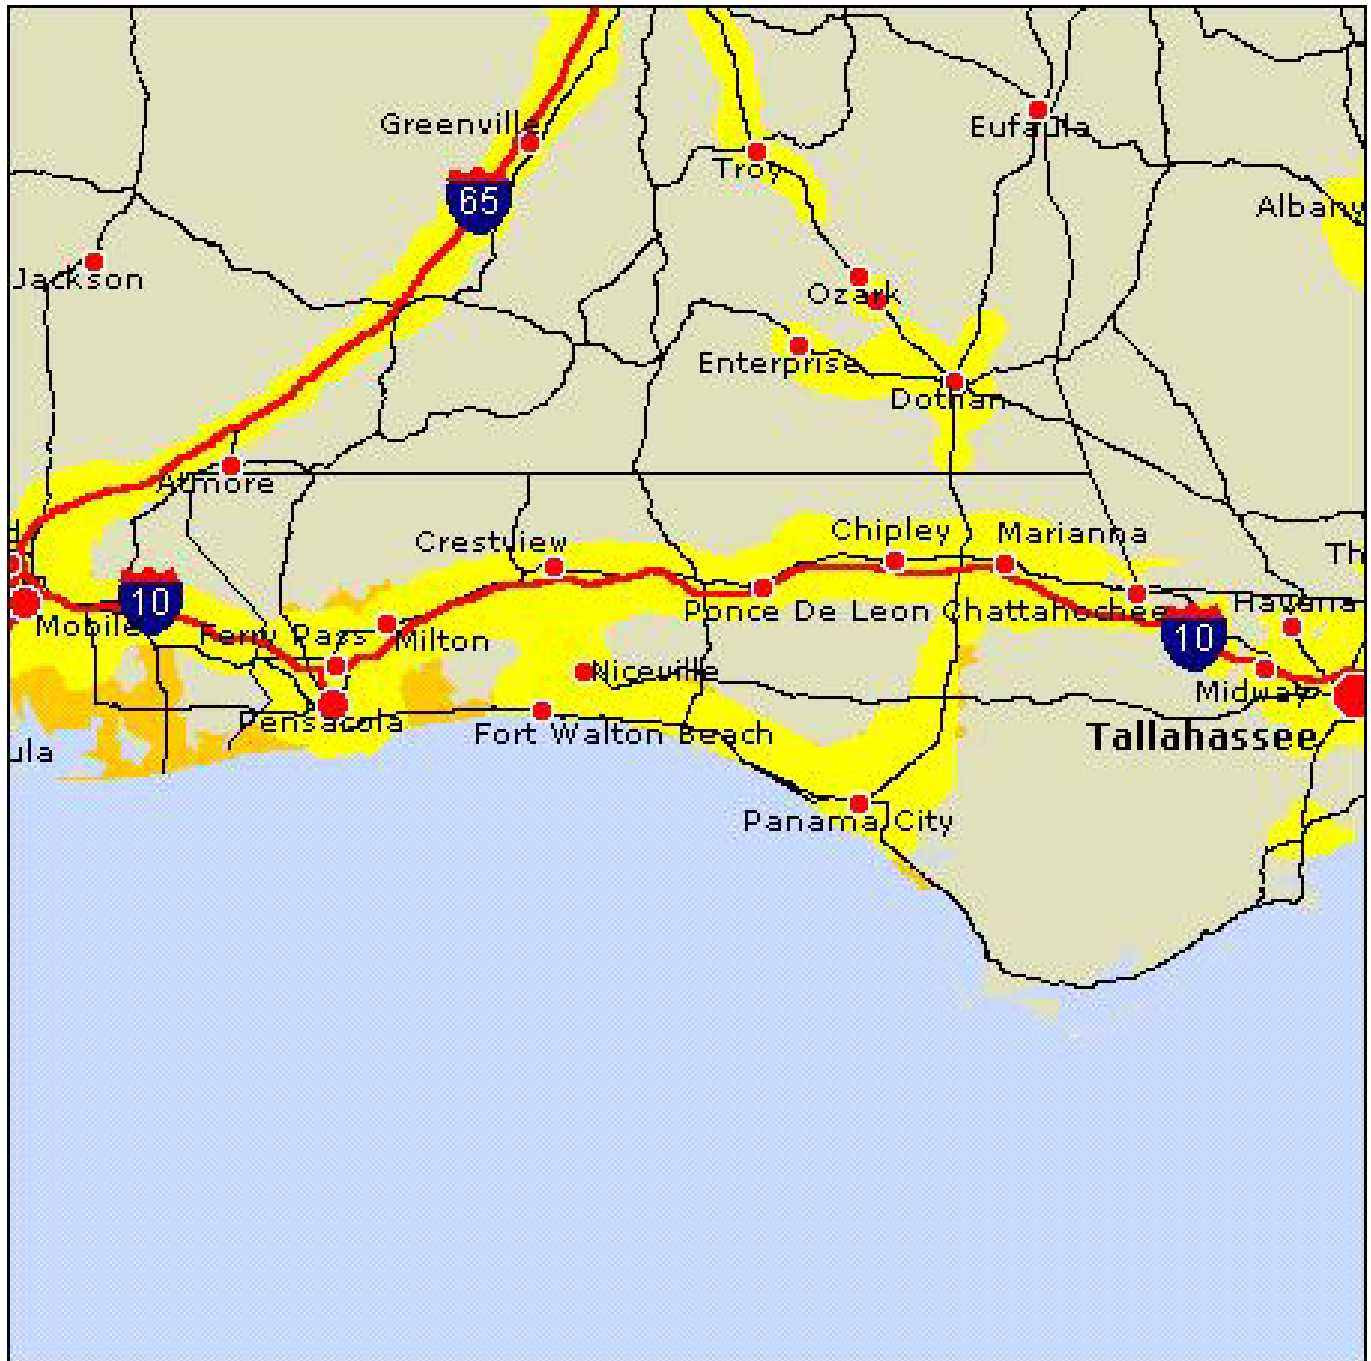 Greenville
Eufaula
Troy
65
Albany
Jackson
Ozark
Enterprise
Dothan
Atmore
Crestview
Chipley
Marianna
Th
10
Ponce De Leon
Chattahochee
Havana
Mobile
Ferry Pass
Milton
10
Niceville
Midway
Pensacola
Fort Walton Beach
Tallahassee
ula
Panama City